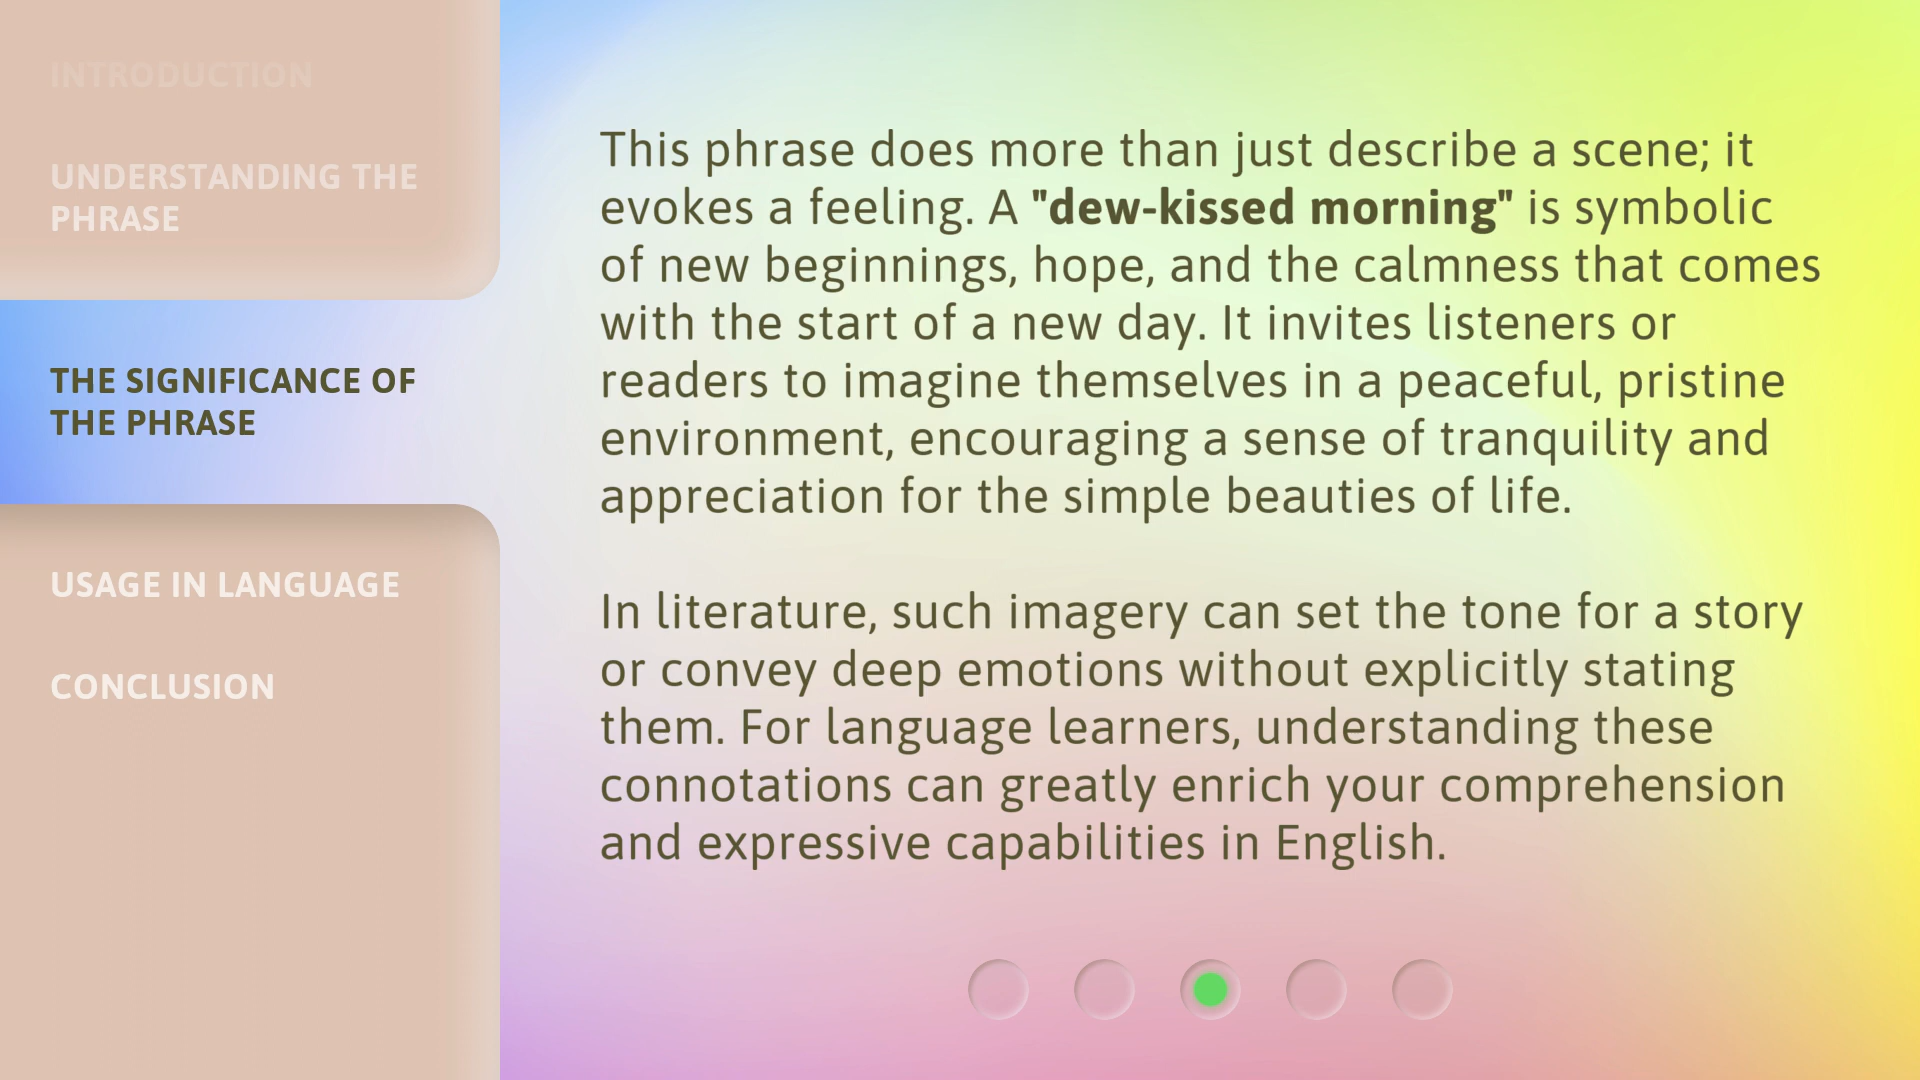 INTRODUCTION
UNDERSTANDING THE
PHRASE
THE SIGNIFICANCE OF
THE PHRASE
USAGE IN LANGUAGE
CONCLUSION
This phrase does more than just describe a scene; it
evokes a feeling. A "dew-kissed morning" is symbolic
of new beginnings, hope, and the calmness that comes
with the start of a new day. It invites listeners or
readers to imagine themselves in a peaceful, pristine
environment, encouraging a sense of tranquility and
appreciation for the simple beauties of life.
In literature, such imagery can set the tone for a story
or convey deep emotions without explicitly stating
them. For language learners, understanding these
connotations can greatly enrich your comprehension
and expressive capabilities in English.